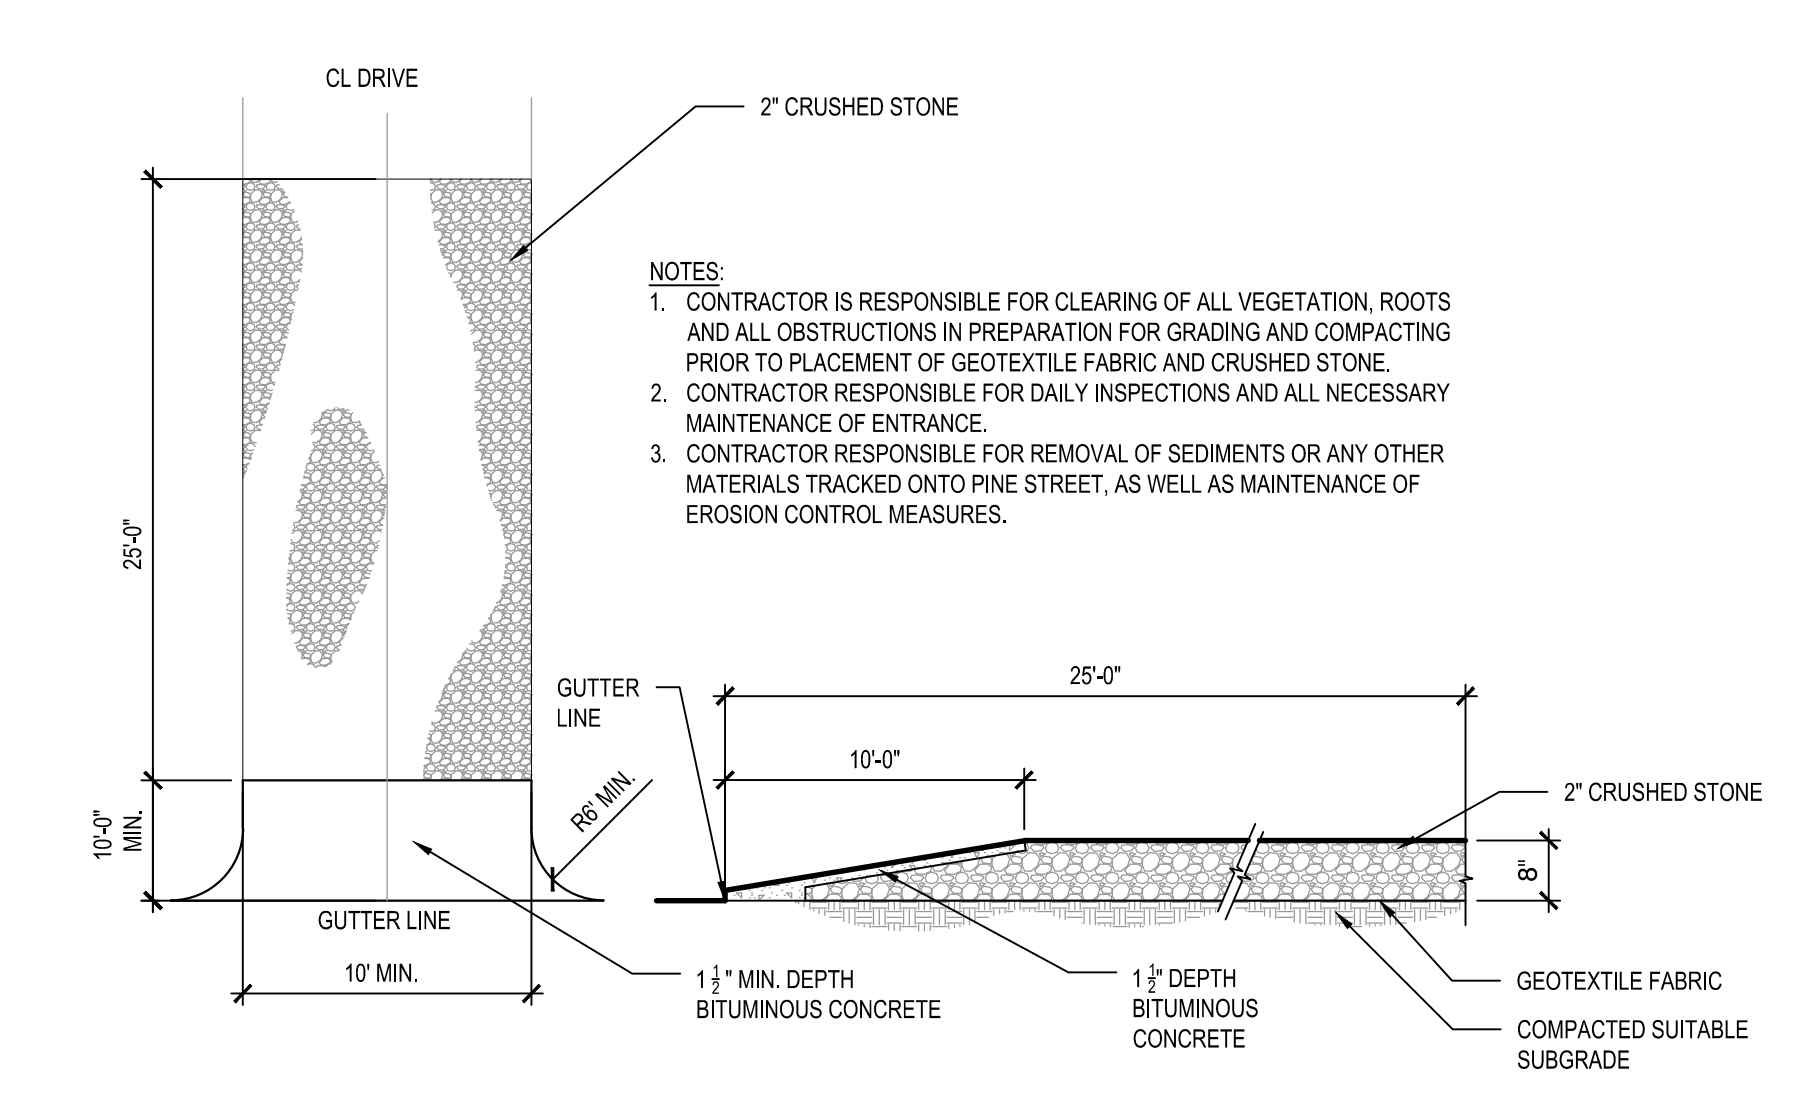 CL DRIVE
2" CRUSHED STONE
NOTES:
1. CONTRACTOR IS RESPONSIBLE FOR CLEARING OF ALL VEGETATION, ROOTS
AND ALL OBSTRUCTIONS IN PREPARATION FOR GRADING AND COMPACTING
PRIOR TO PLACEMENT OF GEOTEXTILE FABRIC AND CRUSHED STONE.
2. CONTRACTOR RESPONSIBLE FOR DAILY INSPECTIONS AND ALL NECESSARY
MAINTENANCE OF ENTRANCE.
3. CONTRACTOR RESPONSIBLE FOR REMOVAL OF SEDIMENTS OR ANY OTHER
MATERIALS TRACKED ONTO PINE STREET, AS WELL AS MAINTENANCE OF
EROSION CONTROL MEASURES.
25'-0"
10'-0"
MIN.
R6' MIN.
GUTTER LINE
10' MIN.
1 1/2" MIN. DEPTH
BITUMINOUS CONCRETE
GUTTER
LINE
25'-0"
10'-0"
2" CRUSHED STONE
8"
1 1/2" DEPTH
BITUMINOUS
CONCRETE
GEOTEXTILE FABRIC
COMPACTED SUITABLE
SUBGRADE